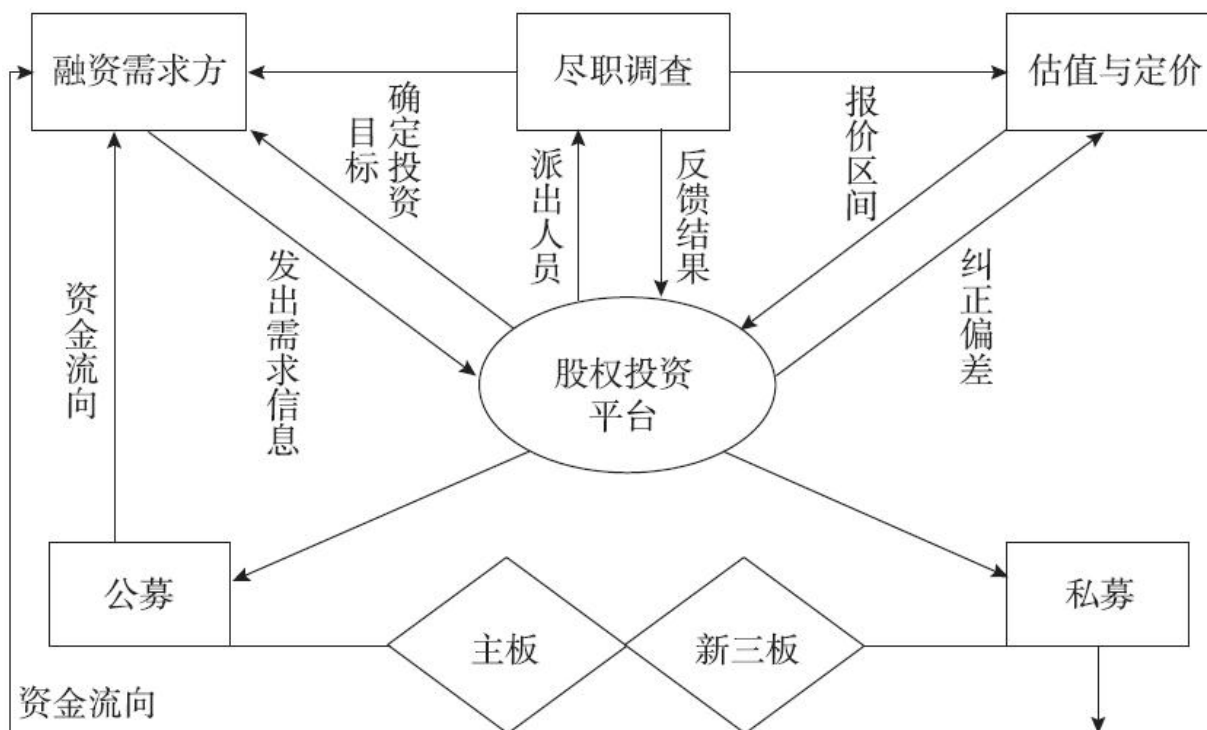 融资需求方
尽职调查
估值与定价
确定投资
目标
派出人员
反馈结果
报价区间
纠正偏差
资金流向
发出需求信息
股权投资
平台
公募
主板
新三板
私募
资金流向